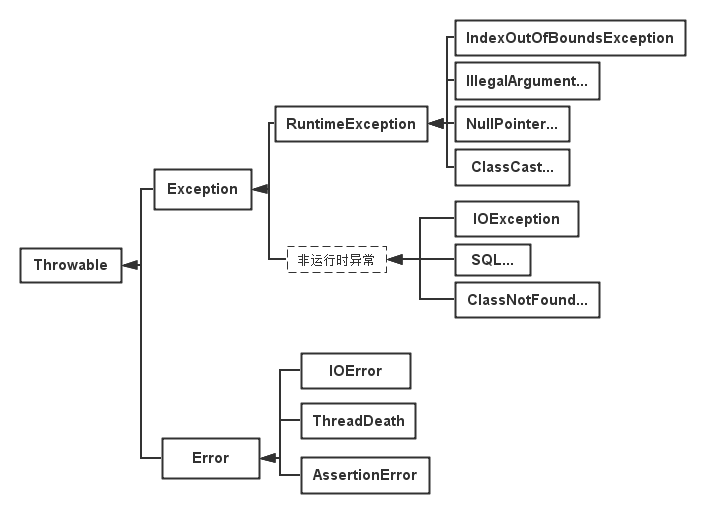 IndexOutOfBoundsException
IllegalArgument...
RuntimeException
NullPointer...
ClassCast...
Exception
IOException
Throwable
非运行时异常
SQL...
ClassNotFound...
IOError
ThreadDeath
Error
AssertionError